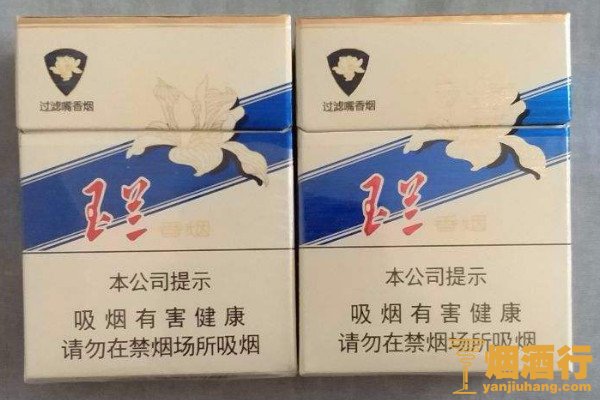 过滤嘴香烟
玉兰
香烟
本公司提示
吸烟有害健康
请勿在禁烟场所吸烟
过滤嘴香烟
玉兰
香烟
本公司提示
吸烟有害健康
请勿在禁烟场所吸烟
烟酒行
yanjiuhang.com